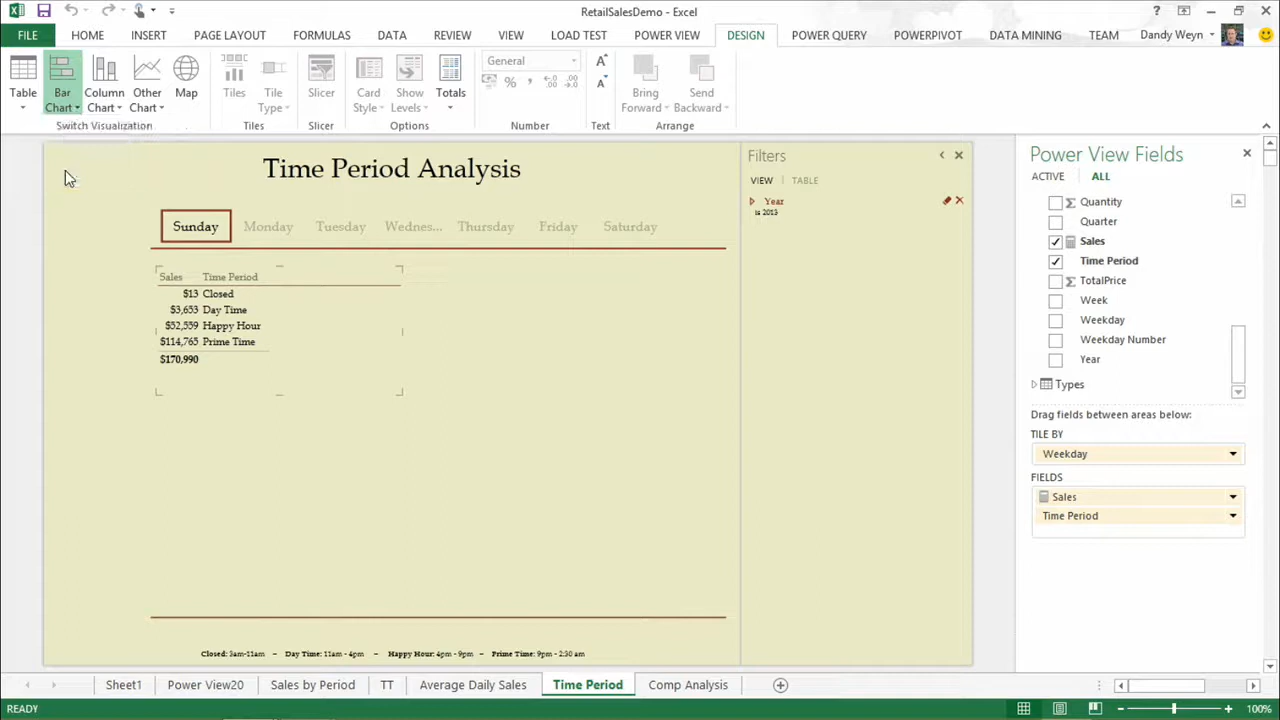 RetailSalesDemo - Excel
FILE HOME INSERT PAGE LAYOUT FORMULAS DATA REVIEW VIEW LOAD TEST POWER VIEW DESIGN POWER QUERY POWERPIVOT DATA MINING TEAM Dandy Weyn
Table Bar Chart Column Chart Other Chart Map Tiles Tile Type Slicer Card Style Show Levels Totals General % , Bring Forward Send Backward
Switch Visualization Tiles Slicer Options Number Text Arrange
Time Period Analysis
Sunday Monday Tuesday Wednes... Thursday Friday Saturday
Sales Time Period
$13 Closed
$3,653 Day Time
$52,559 Happy Hour
$114,765 Prime Time
$170,990
Closed: 3am-11am – Day Time: 11am - 4pm – Happy Hour: 4pm - 9pm – Prime Time: 9pm - 2:30 am
Filters
VIEW TABLE
Year
is 2013
Power View Fields
ACTIVE ALL
Quantity
Quarter
Sales
Time Period
TotalPrice
Week
Weekday
Weekday Number
Year
Types
Drag fields between areas below:
TILE BY
Weekday
FIELDS
Sales
Time Period
Sheet1 Power View20 Sales by Period TT Average Daily Sales Time Period Comp Analysis
READY 100%